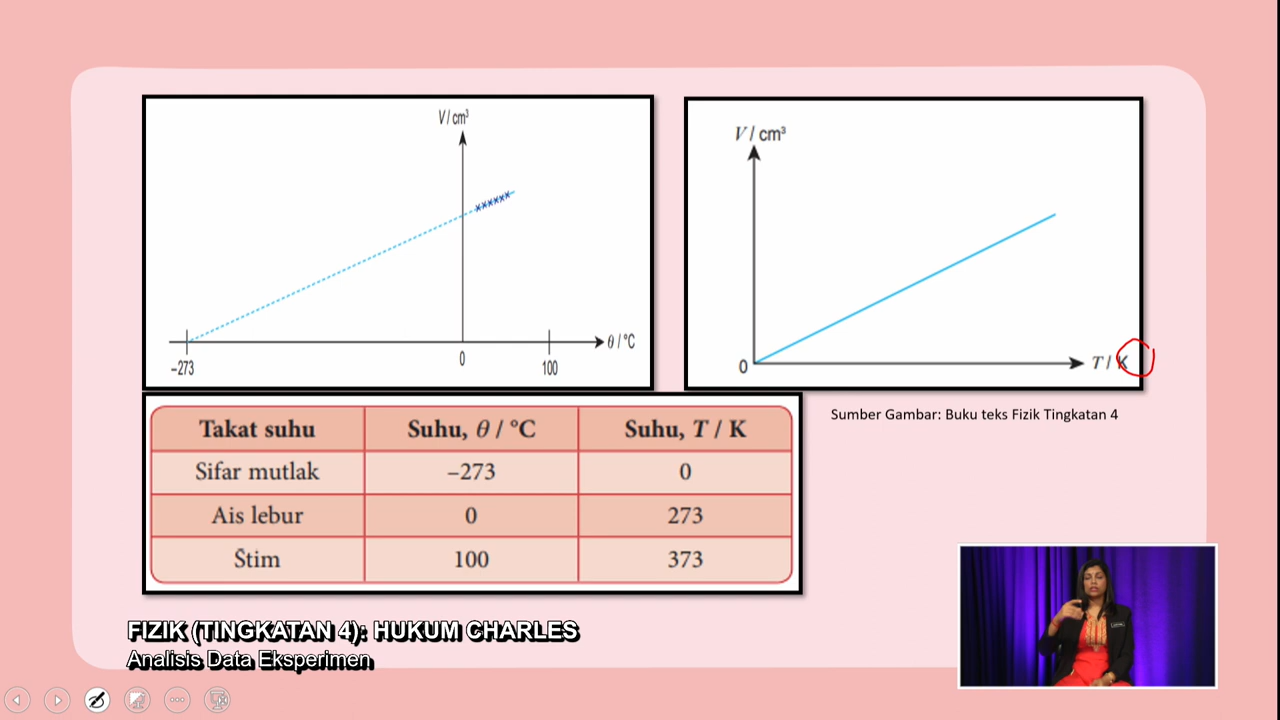 V / cm³
θ / °C
-273
0
100
V / cm³
0
T / K
Sumber Gambar: Buku teks Fizik Tingkatan 4
Takat suhu Suhu, θ / °C Suhu, T / K
Sifar mutlak –273 0
Ais lebur 0 273
Stim 100 373
FIZIK (TINGKATAN 4): HUKUM CHARLES
Analisis Data Eksperimen